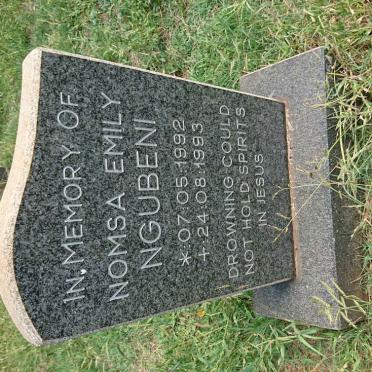 IN MEMORY OF
NOMSA EMILY
NGUBENI
*: 07·05·1992
+: 24·08·1993
DROWNING COULD
NOT HOLD SPIRITS
IN JESUS